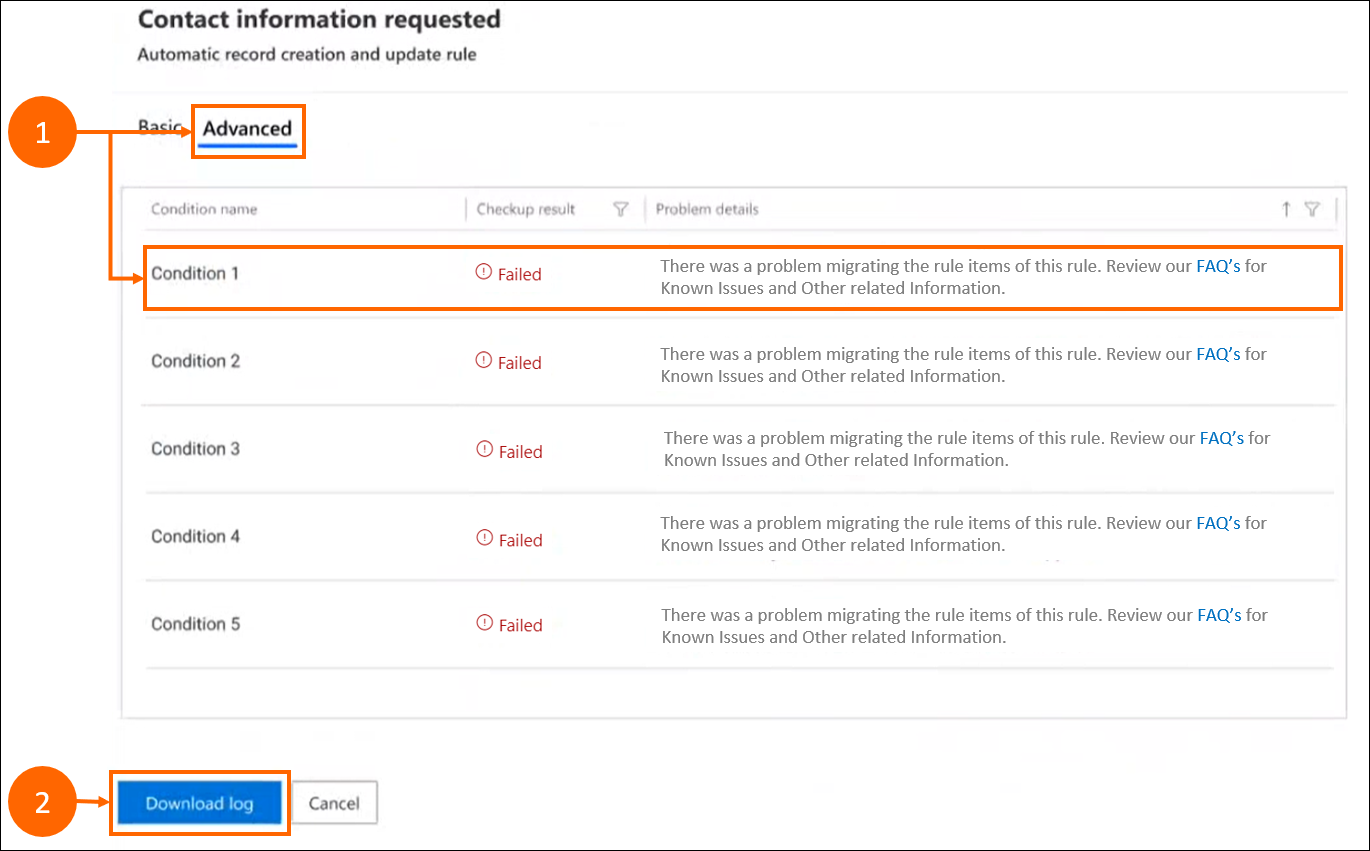 Contact information requested
Automatic record creation and update rule
1
Basic Advanced
Condition name Checkup result Problem details
Condition 1 Failed There was a problem migrating the rule items of this rule. Review our FAQ’s for
Known Issues and Other related Information.
Condition 2 Failed There was a problem migrating the rule items of this rule. Review our FAQ’s for
Known Issues and Other related Information.
Condition 3 Failed There was a problem migrating the rule items of this rule. Review our FAQ’s for
Known Issues and Other related Information.
Condition 4 Failed There was a problem migrating the rule items of this rule. Review our FAQ’s for
Known Issues and Other related Information.
Condition 5 Failed There was a problem migrating the rule items of this rule. Review our FAQ’s for
Known Issues and Other related Information.
2
Download log Cancel